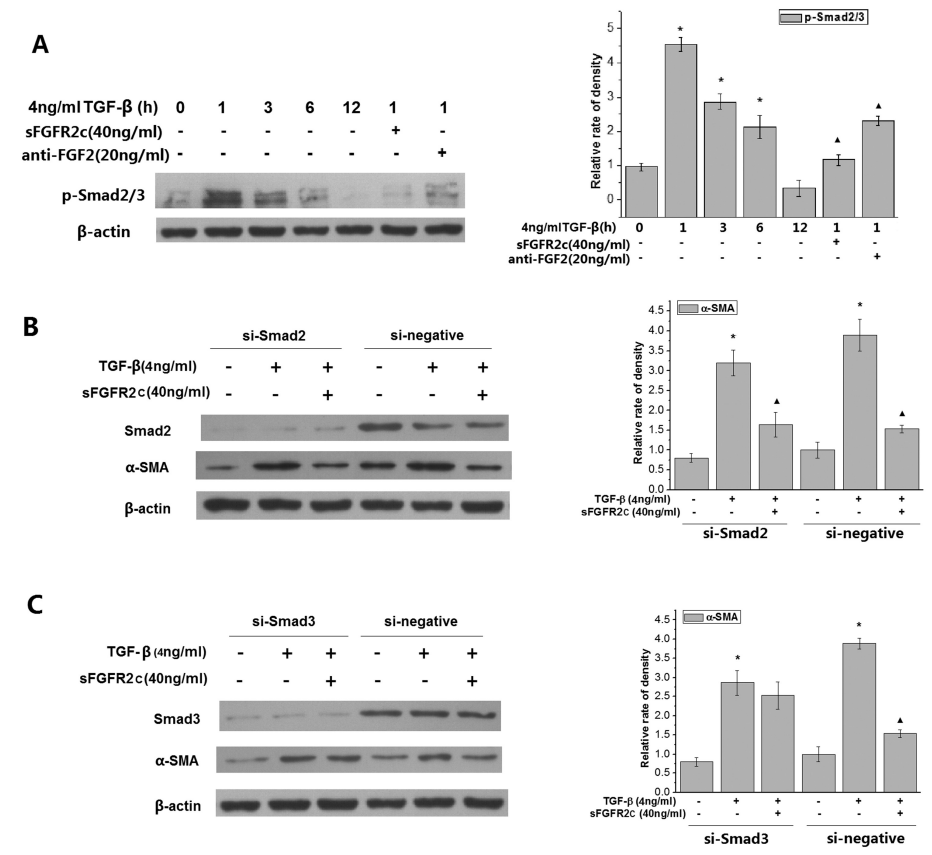 A
4ng/ml TGF-β (h) 0 1 3 6 12 1 1
sFGFR2c(40ng/ml) - - - - - + -
anti-FGF2(20ng/ml) - - - - - - +
p-Smad2/3
β-actin
p-Smad2/3
Relative rate of density
5
4
3
2
1
0
* * * ▲ ▲
4ng/mlTGF-β(h) 0 1 3 6 12 1 1
sFGFR2c(40ng/ml) - - - - - + -
anti-FGF2(20ng/ml) - - - - - - +
B
si-Smad2 si-negative
TGF-β(4ng/ml) - + + - + +
sFGFR2c(40ng/ml) - - + - - +
Smad2
α-SMA
β-actin
α-SMA
Relative rate of density
4.5
4.0
3.5
3.0
2.5
2.0
1.5
1.0
0.5
0.0
* ▲ * ▲
TGF-β (4ng/ml) - + + - + +
sFGFR2c (40ng/ml) - - + - - +
si-Smad2 si-negative
C
si-Smad3 si-negative
TGF-β (4ng/ml) - + + - + +
sFGFR2c(40ng/ml) - - + - - +
Smad3
α-SMA
β-actin
α-SMA
Relative rate of density
4.5
4.0
3.5
3.0
2.5
2.0
1.5
1.0
0.5
0.0
* * ▲
TGF-β (4ng/ml) - + + - + +
sFGFR2c (40ng/ml) - - + - - +
si-Smad3 si-negative